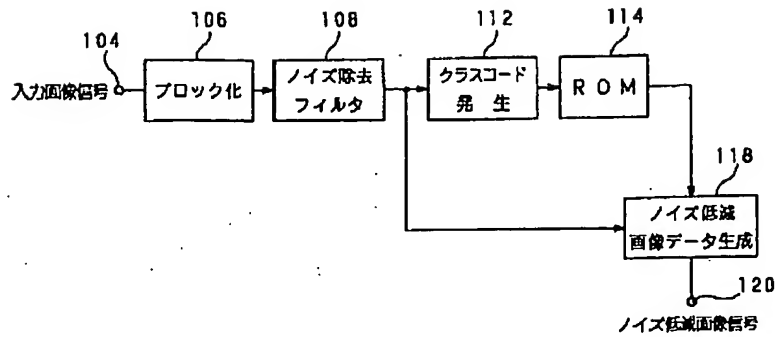 104
入力画像信号
106
ブロック化
108
ノイズ除去
フィルタ
112
クラスコード
発 生
114
ROM
118
ノイズ低減
画像データ生成
120
ノイズ低減画像信号